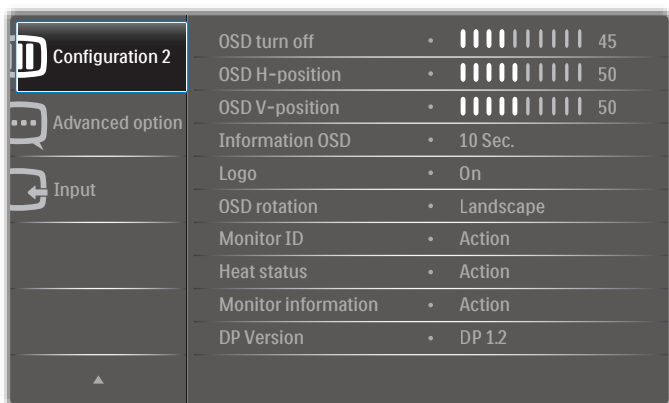 Configuration 2
Advanced option
Input
OSD turn off • 45
OSD H-position • 50
OSD V-position • 50
Information OSD • 10 Sec.
Logo • On
OSD rotation • Landscape
Monitor ID • Action
Heat status • Action
Monitor information • Action
DP Version • DP 1.2